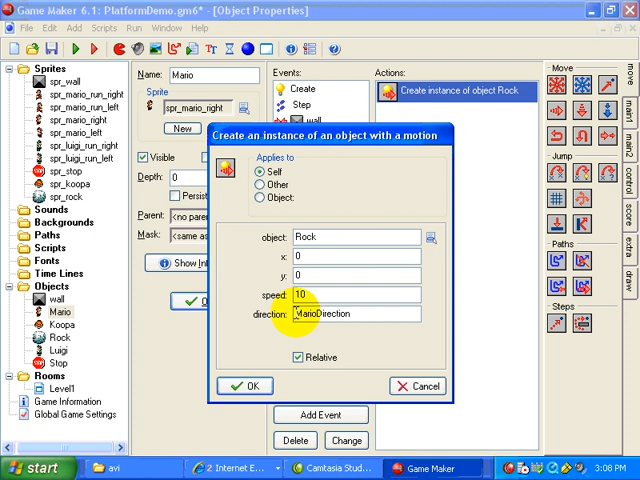 Game Maker 6.1: PlatformDemo.gm6* - [Object Properties]
File Edit Add Run Window Help
Sprites
spr_wall
spr_mario_run_right
spr_mario_run_left
spr_mario_right
spr_mario_left
spr_luigi_run_right
spr_luigi_run_left
spr_stop
spr_koopa
spr_rock
Sounds
Backgrounds
Paths
Scripts
Fonts
Time Lines
Objects
wall
Mario
Koopa
Rock
Luigi
Stop
Rooms
Level1
Game Information
Global Game Settings
Name: Mario
Sprite
spr_mario_right
New
Visible
Depth: 0
Persist
Parent: <no parent
Mask: <same as
Show Inf
Events:
Create
Step
wall
Add Event
Delete Change
Actions:
Create instance of object Rock
Create an instance of an object with a motion
Applies to
Self
Other
Object:
object: Rock
x: 0
y: 0
speed: 10
direction: MarioDirection
Relative
OK Cancel
Move
Jump
Paths
Steps
move
main1
main2
control
score
extra
draw
start
avi
2 Internet E...
Camtasia Stud...
Game Maker
3:08 PM